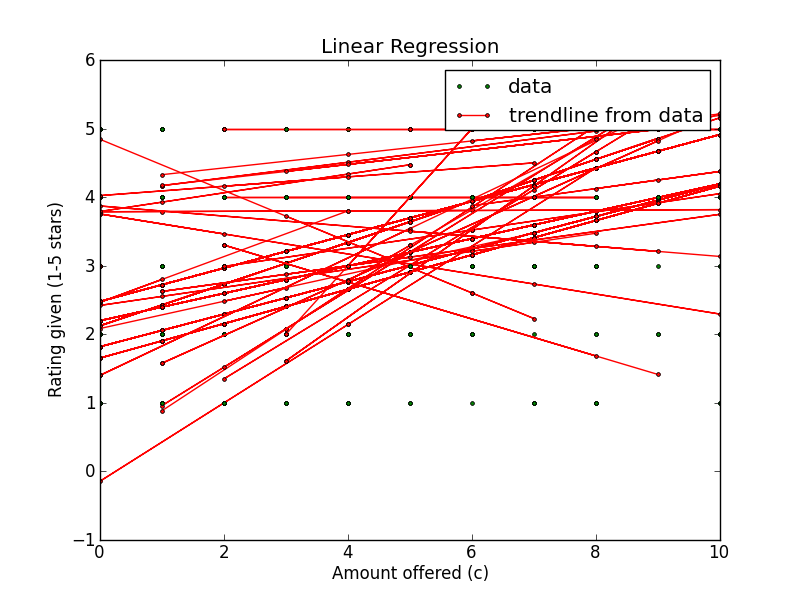 Linear Regression
data
trendline from data
6
5
4
3
2
1
0
−1
0
2
4
6
8
10
Rating given (1-5 stars)
Amount offered (c)